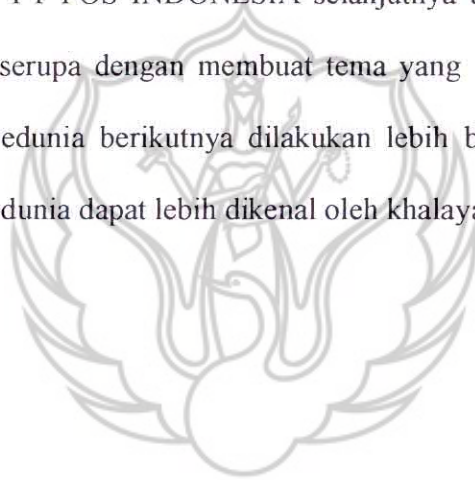 PT POS INDONESIA selanjutnya
serupa dengan membuat tema yang
edunia berikutnya dilakukan lebih b
dunia dapat lebih dikenal oleh khalaya